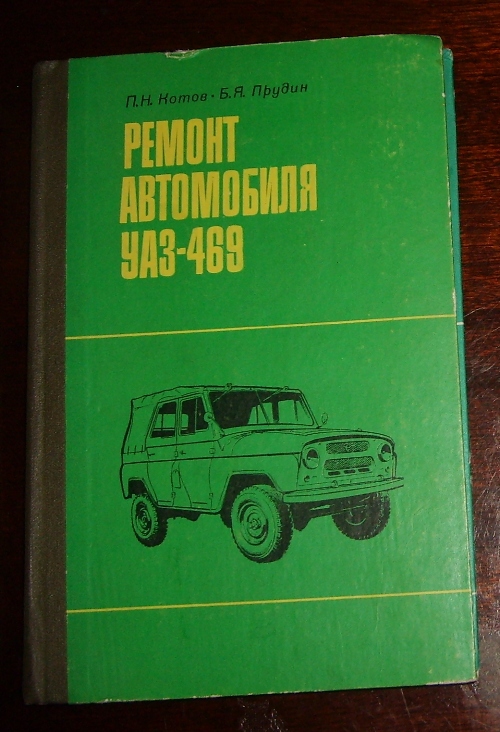 П.Н. Котов · Б.Я. Прудин
РЕМОНТ
АВТОМОБИЛЯ
УАЗ-469